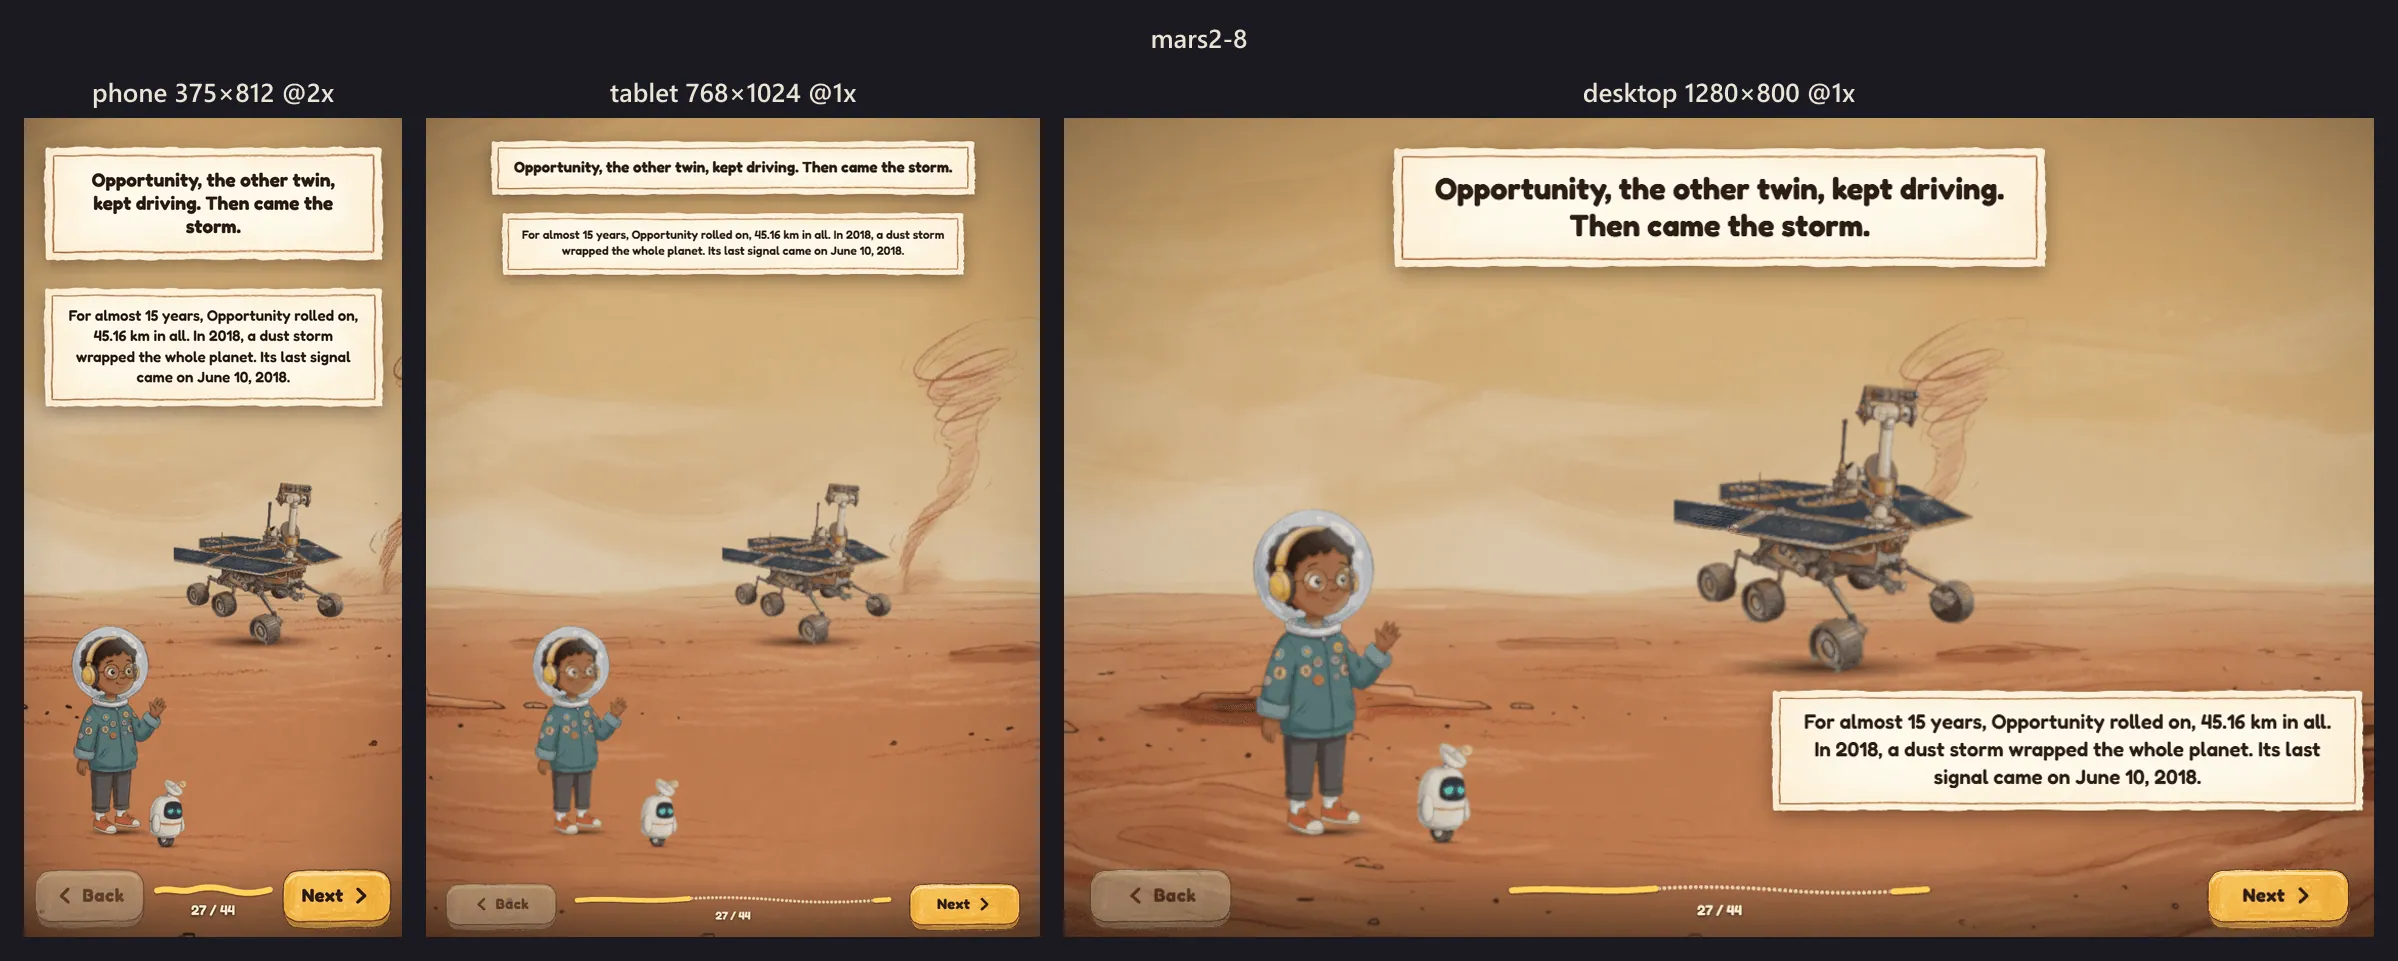 mars2-8
phone 375×812 @2x
Opportunity, the other twin,
kept driving. Then came the
storm.
For almost 15 years, Opportunity rolled on,
45.16 km in all. In 2018, a dust storm
wrapped the whole planet. Its last signal
came on June 10, 2018.
Back
27 / 44
Next
tablet 768×1024 @1x
Opportunity, the other twin, kept driving. Then came the storm.
For almost 15 years, Opportunity rolled on, 45.16 km in all. In 2018, a dust storm
wrapped the whole planet. Its last signal came on June 10, 2018.
Back
27 / 44
Next
desktop 1280×800 @1x
Opportunity, the other twin, kept driving.
Then came the storm.
For almost 15 years, Opportunity rolled on, 45.16 km in all.
In 2018, a dust storm wrapped the whole planet. Its last
signal came on June 10, 2018.
Back
27 / 44
Next